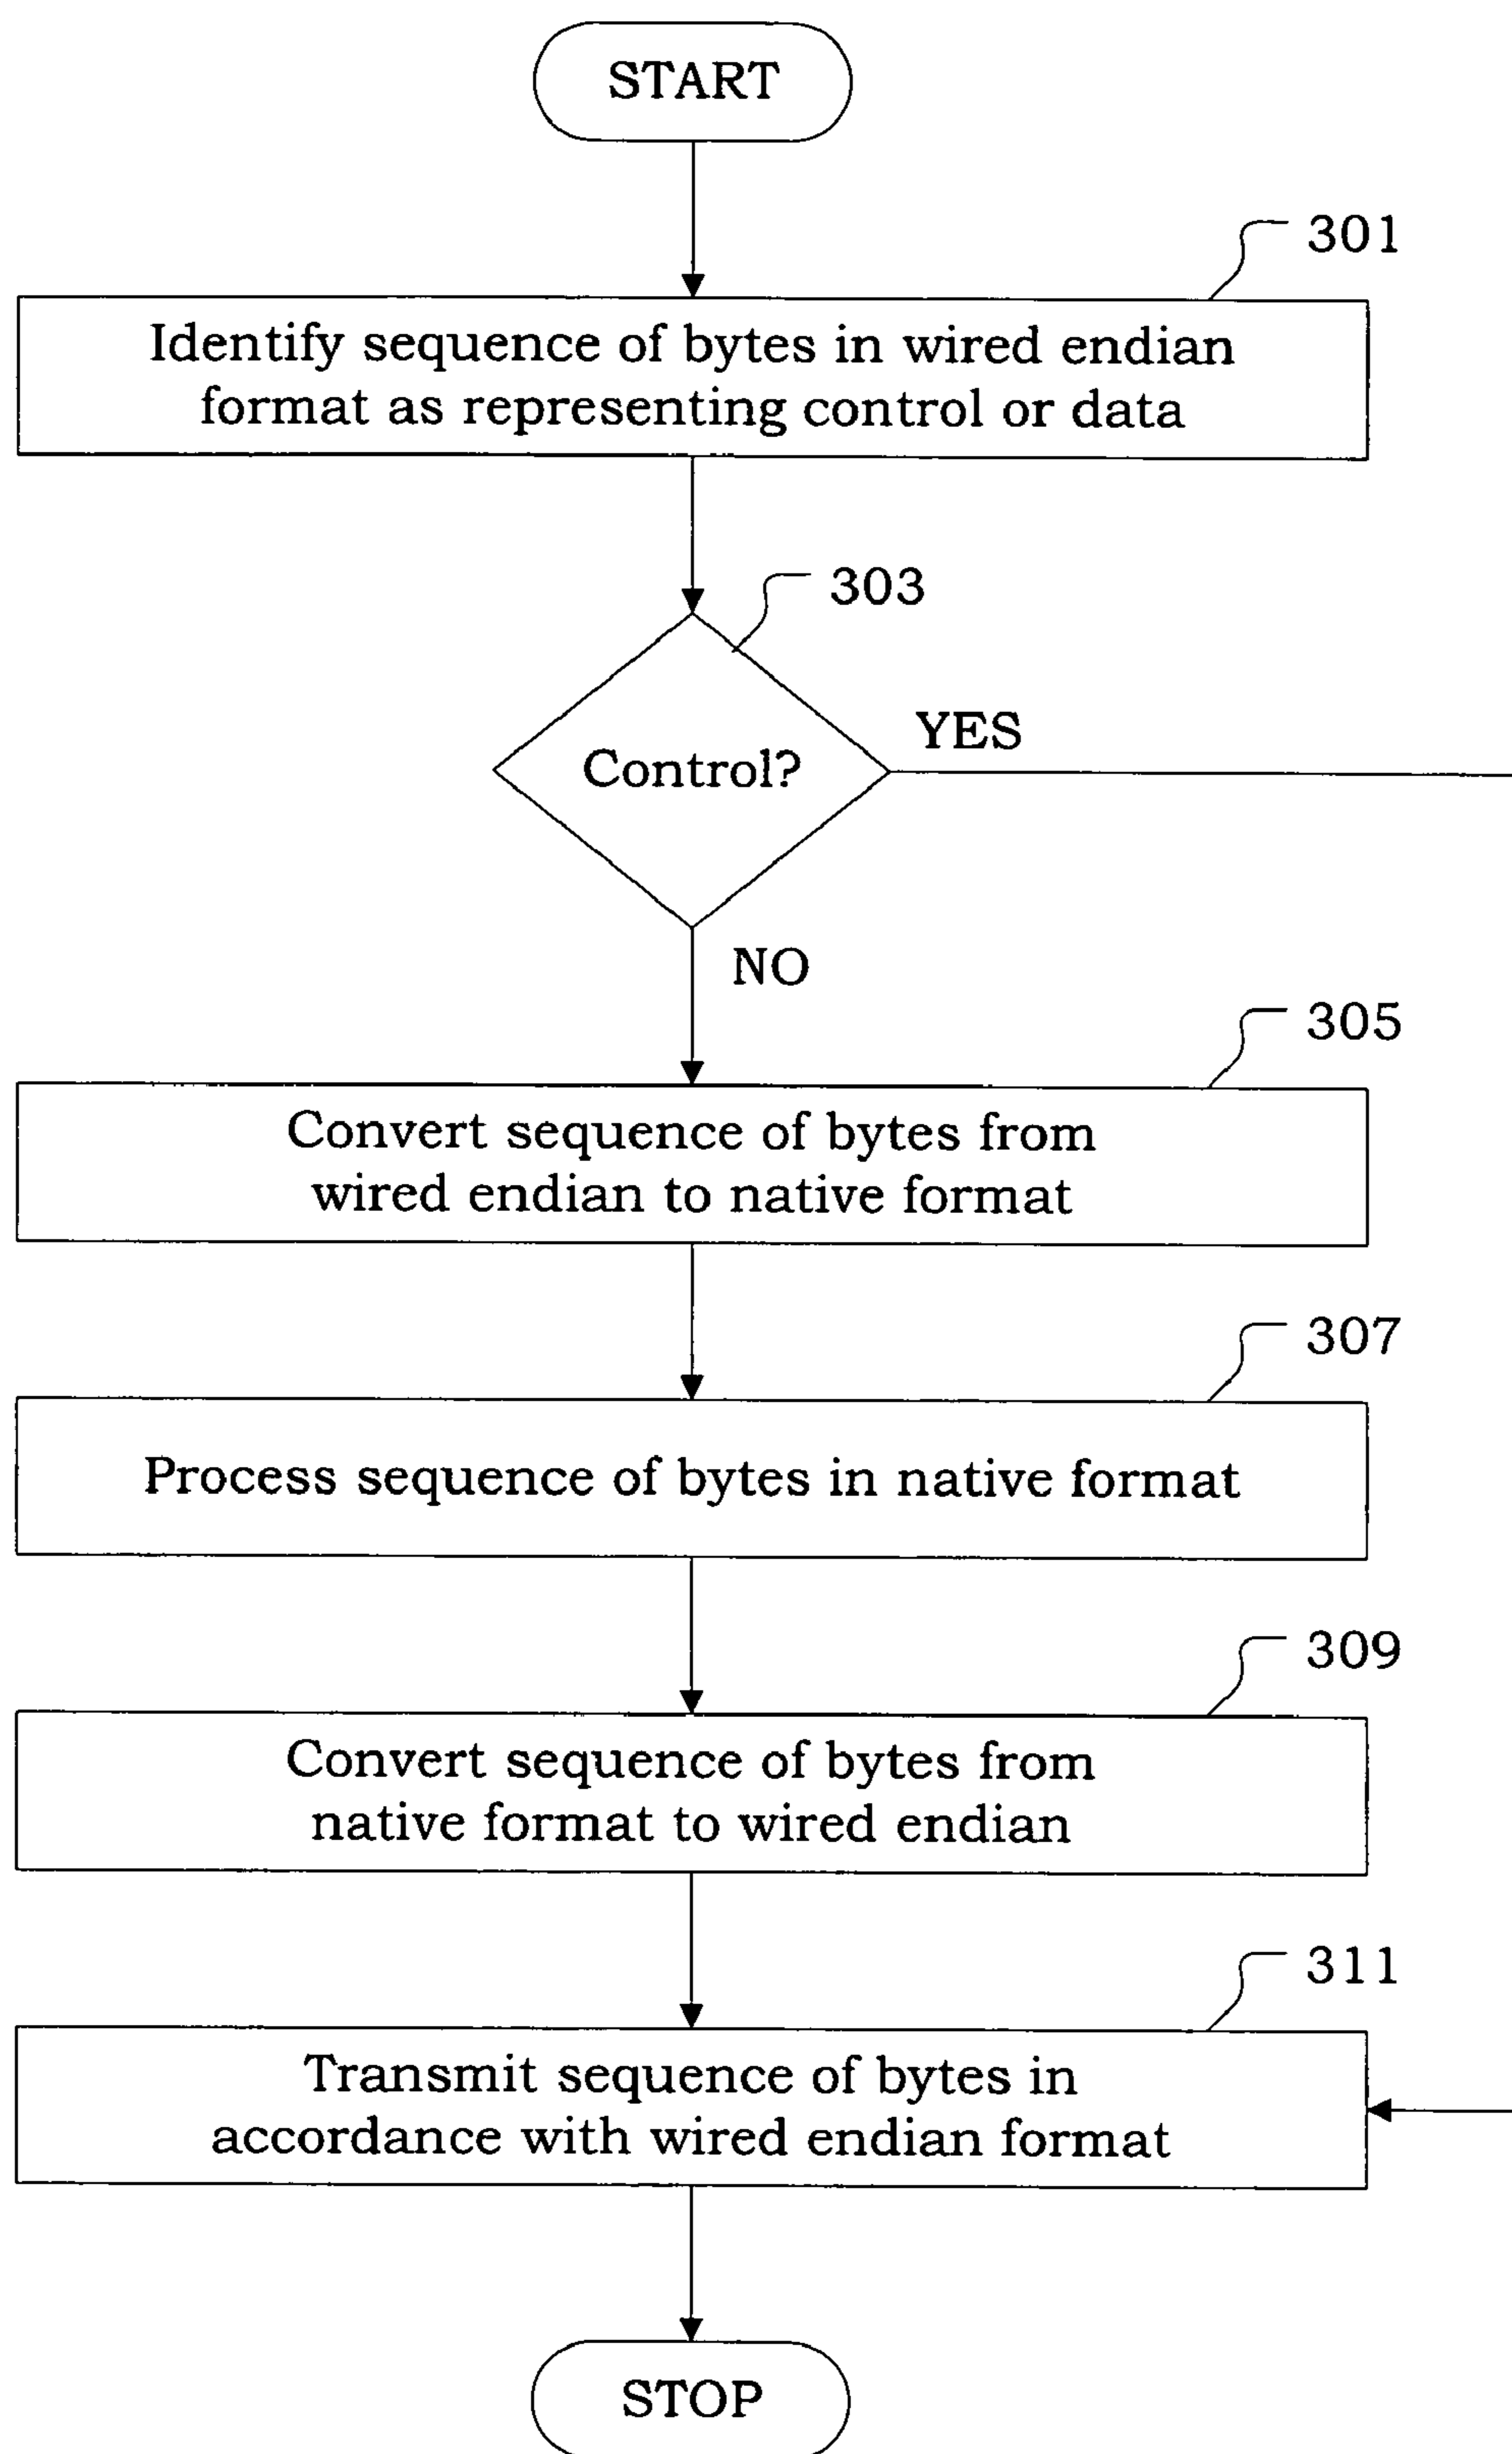 START
301
Identify sequence of bytes in wired endian
format as representing control or data
303
Control?
YES
NO
305
Convert sequence of bytes from
wired endian to native format
307
Process sequence of bytes in native format
309
Convert sequence of bytes from
native format to wired endian
311
Transmit sequence of bytes in
accordance with wired endian format
STOP